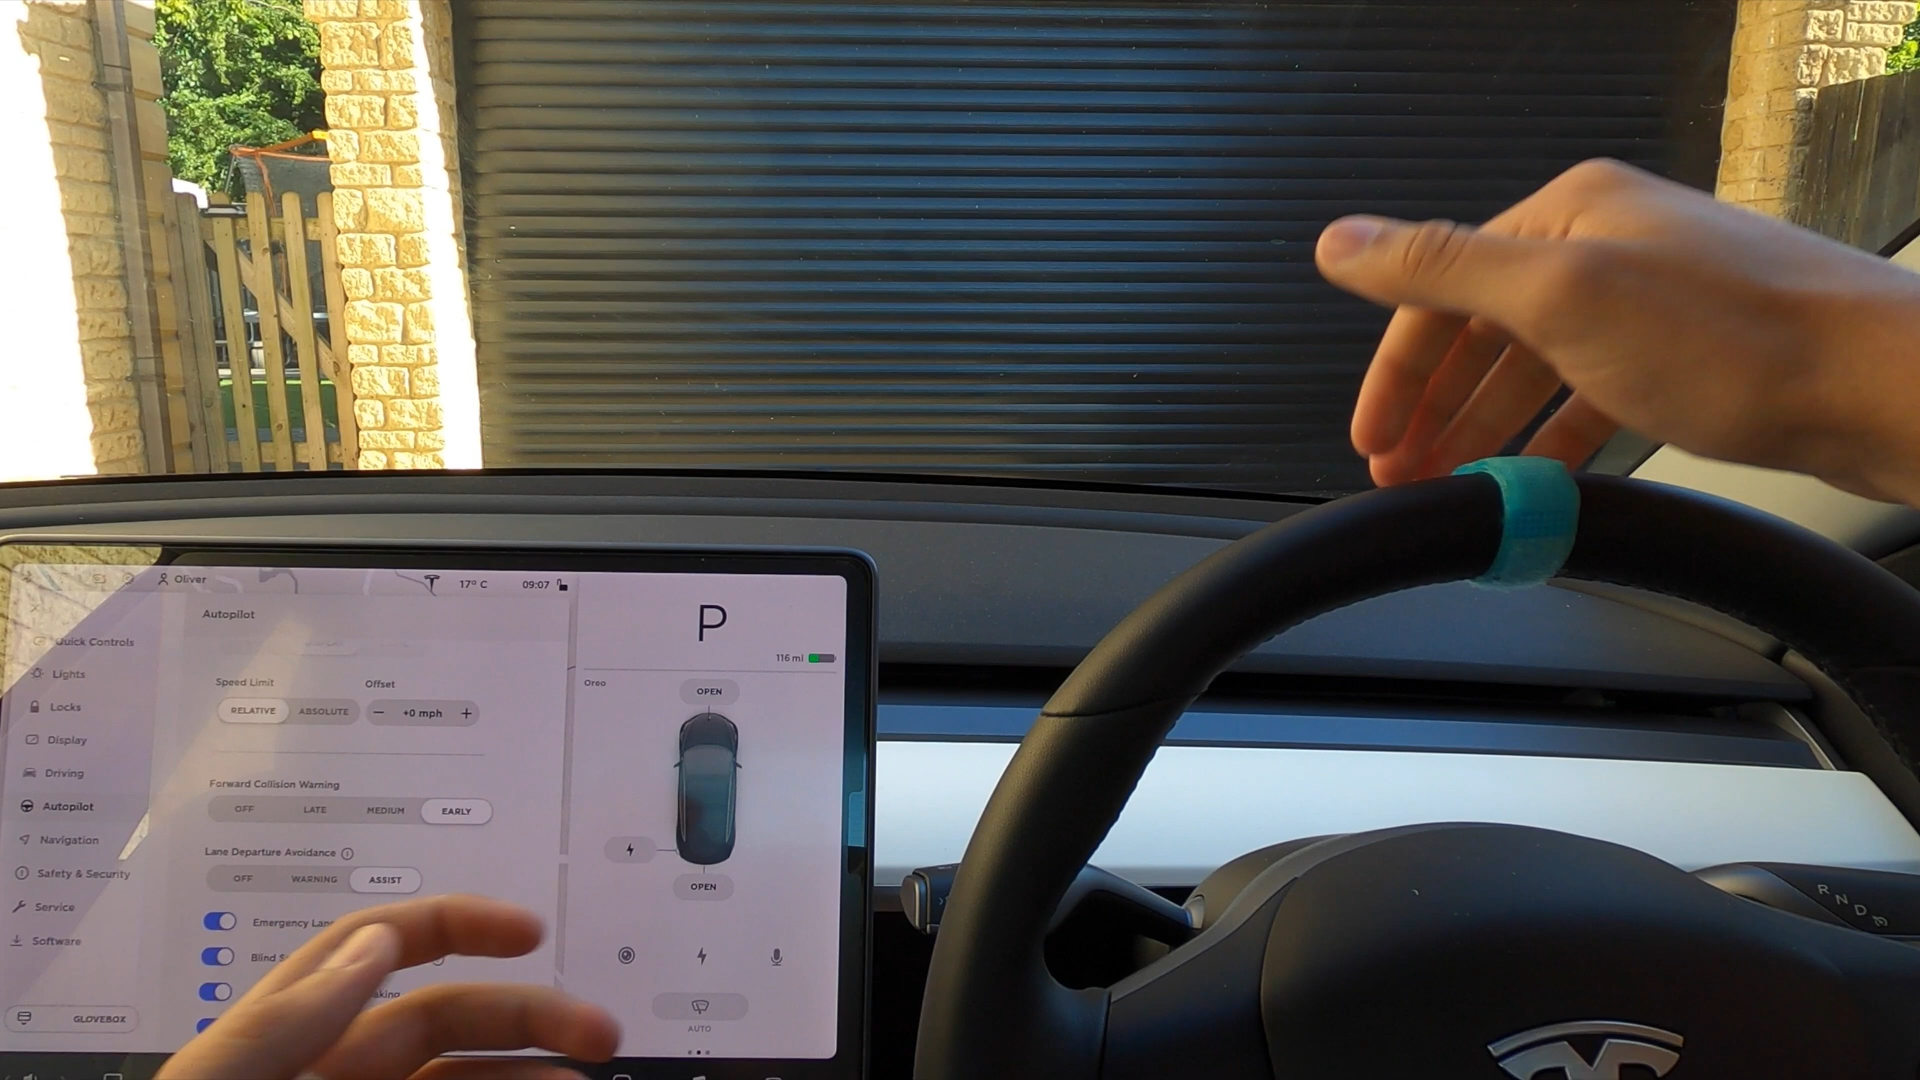 Oliver
17° C
09:07
Quick Controls
Lights
Locks
Display
Driving
Autopilot
Navigation
Safety & Security
Service
Software
GLOVEBOX
Autopilot
Speed Limit
Offset
RELATIVE ABSOLUTE
− +0 mph +
Forward Collision Warning
OFF LATE MEDIUM EARLY
Lane Departure Avoidance
OFF WARNING ASSIST
Emergency
Blind
P
116 mi
Oreo
OPEN
OPEN
AUTO
R
N
D